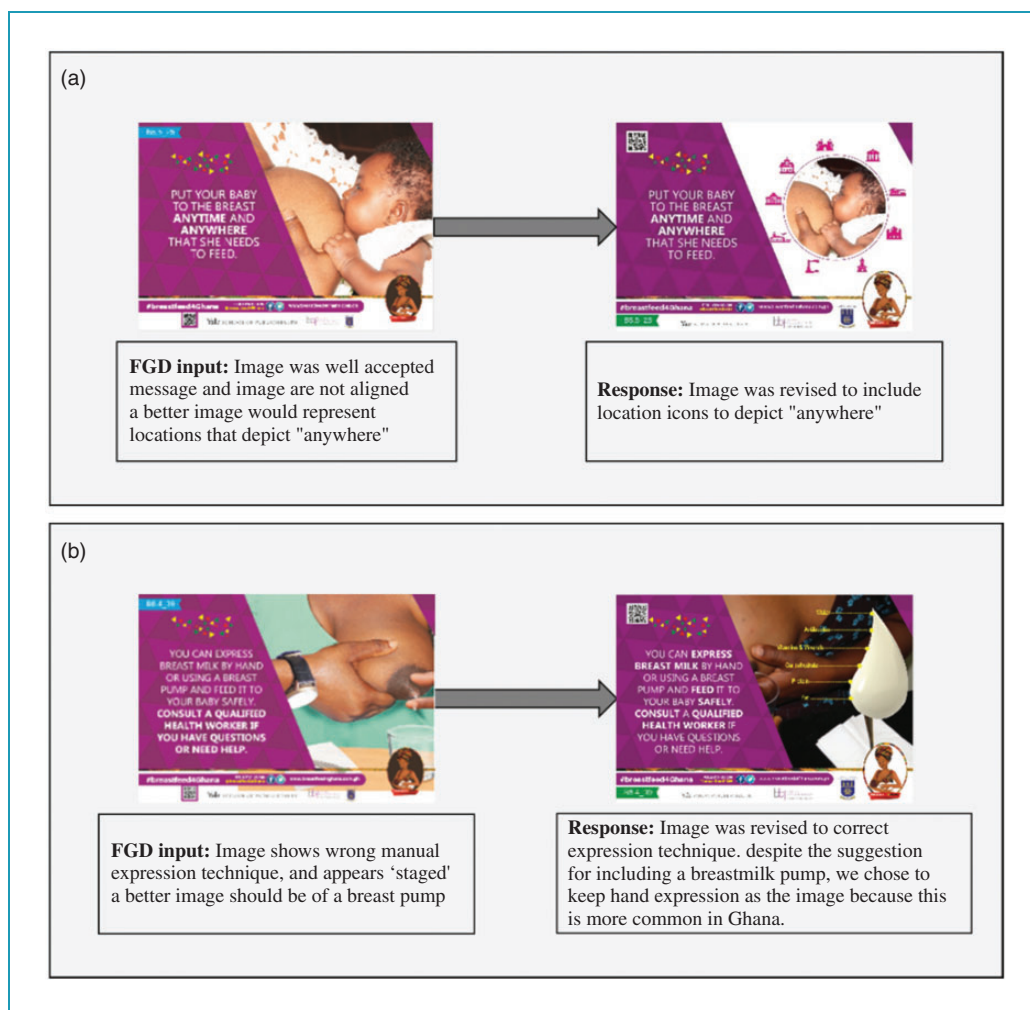 (a)
PUT YOUR BABY
TO THE BREAST
ANYTIME AND
ANYWHERE
THAT SHE NEEDS
TO FEED.
#breastfeed4Ghana
PUT YOUR BABY
TO THE BREAST
ANYTIME AND
ANYWHERE
THAT SHE NEEDS
TO FEED.
#breastfeed4Ghana
FGD input: Image was well accepted
message and image are not aligned
a better image would represent
locations that depict "anywhere"
Response: Image was revised to include
location icons to depict "anywhere"
(b)
YOU CAN EXPRESS
BREAST MILK BY HAND
OR USING A BREAST
PUMP AND FEED IT TO
YOUR BABY SAFELY.
CONSULT A QUALIFIED
HEALTH WORKER IF
YOU HAVE QUESTIONS
OR NEED HELP.
#breastfeed4Ghana
YOU CAN EXPRESS
BREAST MILK BY HAND
OR USING A BREAST
PUMP AND FEED IT TO
YOUR BABY SAFELY.
CONSULT A QUALIFIED
HEALTH WORKER IF
YOU HAVE QUESTIONS
OR NEED HELP.
#breastfeed4Ghana
FGD input: Image shows wrong manual
expression technique, and appears ‘staged'
a better image should be of a breast pump
Response: Image was revised to correct
expression technique. despite the suggestion
for including a breastmilk pump, we chose to
keep hand expression as the image because this
is more common in Ghana.